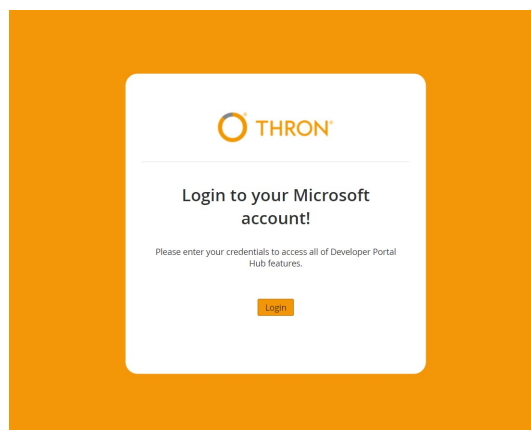 THRON
Login to your Microsoft
account!
Please enter your credentials to access all of Developer Portal
Hub features.
Login